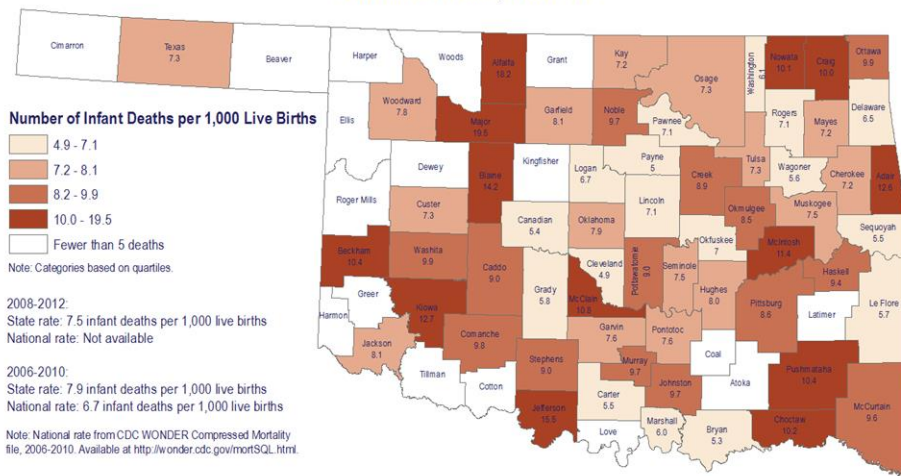 Cimarron
Texas
7.3
Beaver
Harper
Woods
Alfalfa
18.2
Grant
Kay
7.2
Osage
7.3
Washington
6.1
Nowata
10.1
Craig
10.0
Ottawa
9.9
Ellis
Woodward
7.8
Major
19.5
Garfield
8.1
Noble
9.7
Pawnee
7.1
Rogers
7.1
Mayes
7.2
Delaware
6.5
Number of Infant Deaths per 1,000 Live Births
4.9 - 7.1
7.2 - 8.1
8.2 - 9.9
10.0 - 19.5
Fewer than 5 deaths
Note: Categories based on quartiles.
Roger Mills
Dewey
Custer
7.3
Blaine
14.2
Kingfisher
Logan
6.7
Payne
5
Creek
8.9
Tulsa
7.3
Wagoner
5.6
Cherokee
7.2
Adair
12.6
Canadian
5.4
Oklahoma
7.9
Lincoln
7.1
Okfuskee
7
Okmulgee
8.5
Muskogee
7.5
Sequoyah
5.5
Beckham
10.4
Washita
9.9
Caddo
9.0
Grady
5.8
Cleveland
4.9
Pottawatomie
9.0
Seminole
7.5
Hughes
8.0
McIntosh
11.4
Haskell
9.4
Le Flore
5.7
Greer
Harmon
Kiowa
12.7
Jackson
8.1
Comanche
9.8
McClain
10.8
Garvin
7.6
Pontotoc
7.6
Pittsburg
8.6
Latimer
Tillman
Cotton
Stephens
9.0
Murray
9.7
Johnston
9.7
Coal
Atoka
Pushmataha
10.4
McCurtain
9.6
Jefferson
15.5
Carter
5.5
Love
Marshall
6.0
Bryan
5.3
Choctaw
10.2
2008-2012:
State rate: 7.5 infant deaths per 1,000 live births
National rate: Not available
2006-2010:
State rate: 7.9 infant deaths per 1,000 live births
National rate: 6.7 infant deaths per 1,000 live births
Note: National rate from CDC WONDER Compressed Mortality
file, 2006-2010. Available at http://wonder.cdc.gov/mortSQL.html.